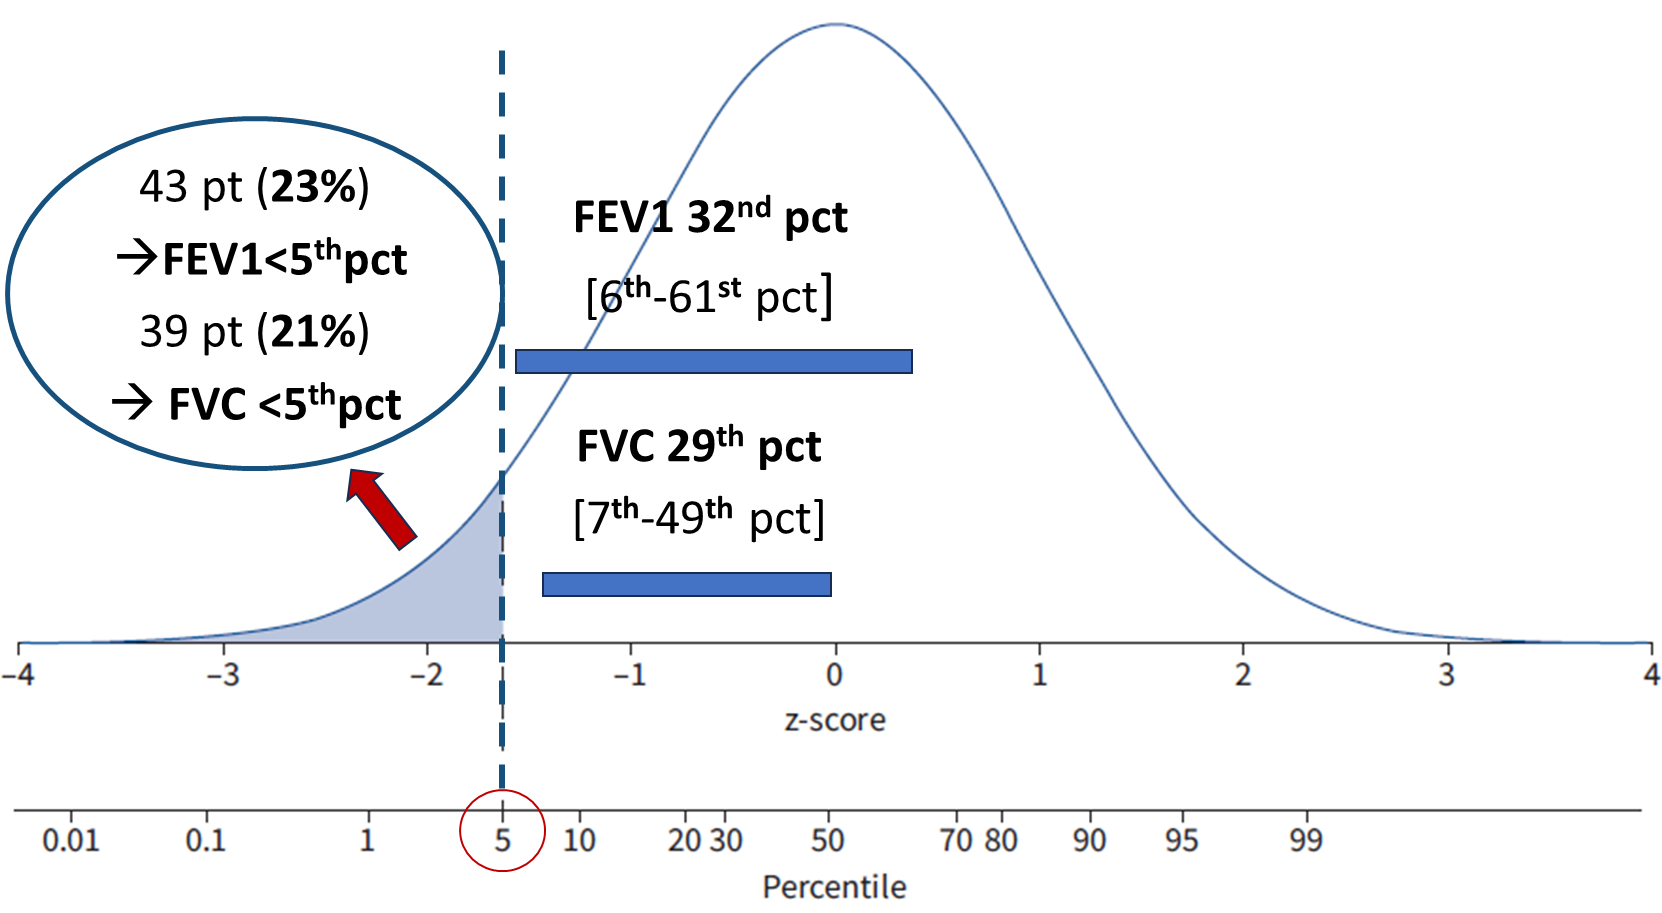 43 pt (23%)
→FEV1<5thpct
39 pt (21%)
→ FVC <5thpct
FEV1 32nd pct
[6th-61st pct]
FVC 29th pct
[7th-49th pct]
–4 –3 –2 –1 0 1 2 3 4
z-score
0.01 0.1 1 5 10 20 30 50 70 80 90 95 99
Percentile